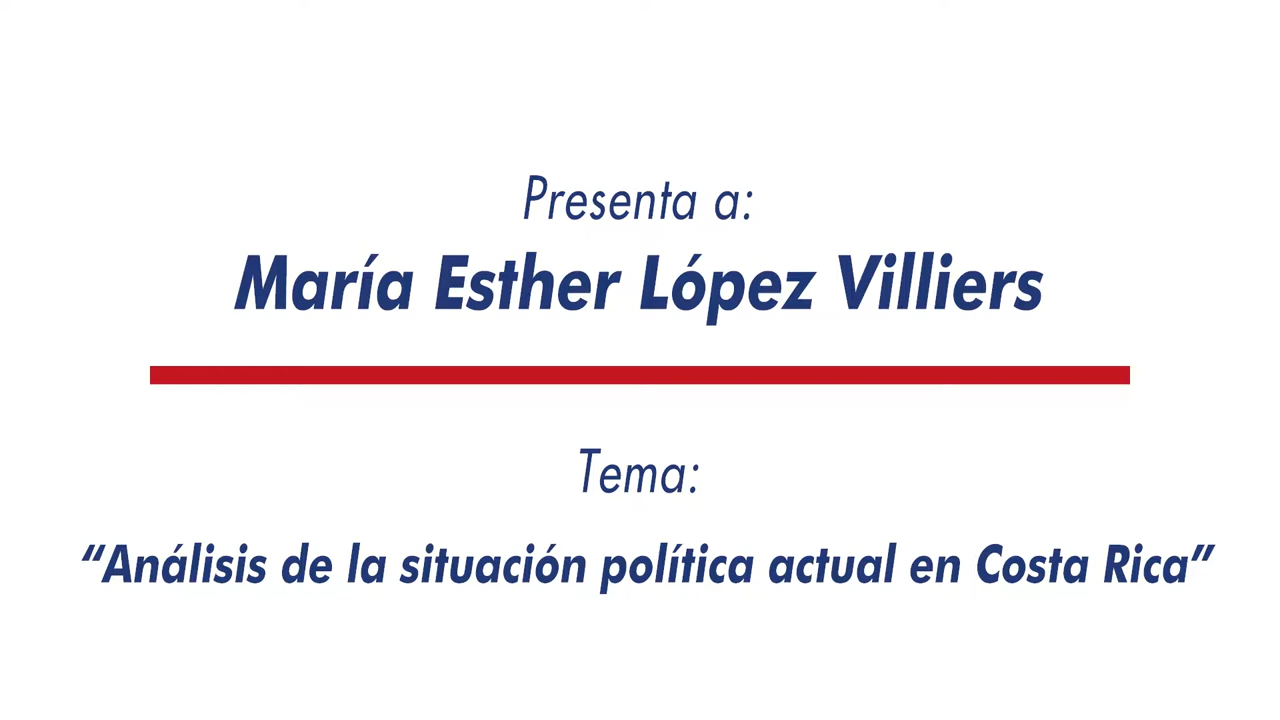 Presenta a:
María Esther López Villiers
Tema:
“Análisis de la situación política actual en Costa Rica”